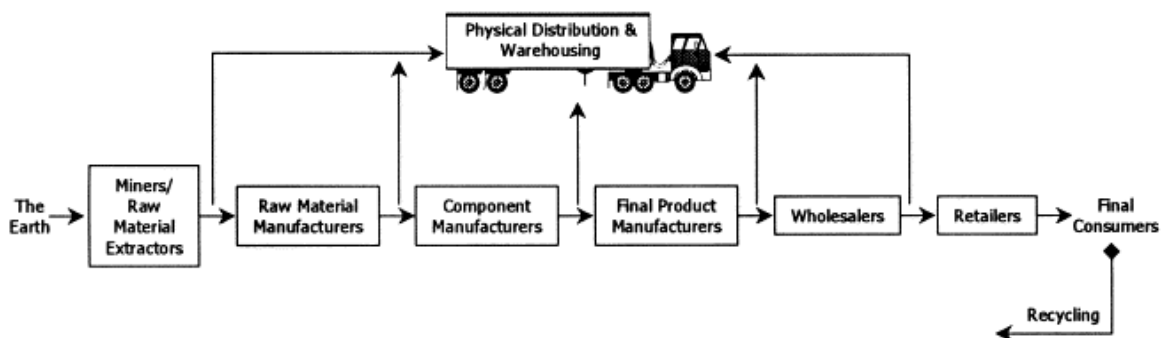 Physical Distribution &
Warehousing
The
Earth
Miners/
Raw
Material
Extractors
Raw Material
Manufacturers
Component
Manufacturers
Final Product
Manufacturers
Wholesalers
Retailers
Final
Consumers
Recycling